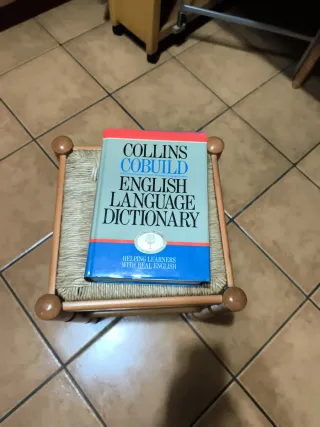 COLLINS
COBUILD
ENGLISH
LANGUAGE
DICTIONARY
HELPING LEARNERS
WITH REAL ENGLISH